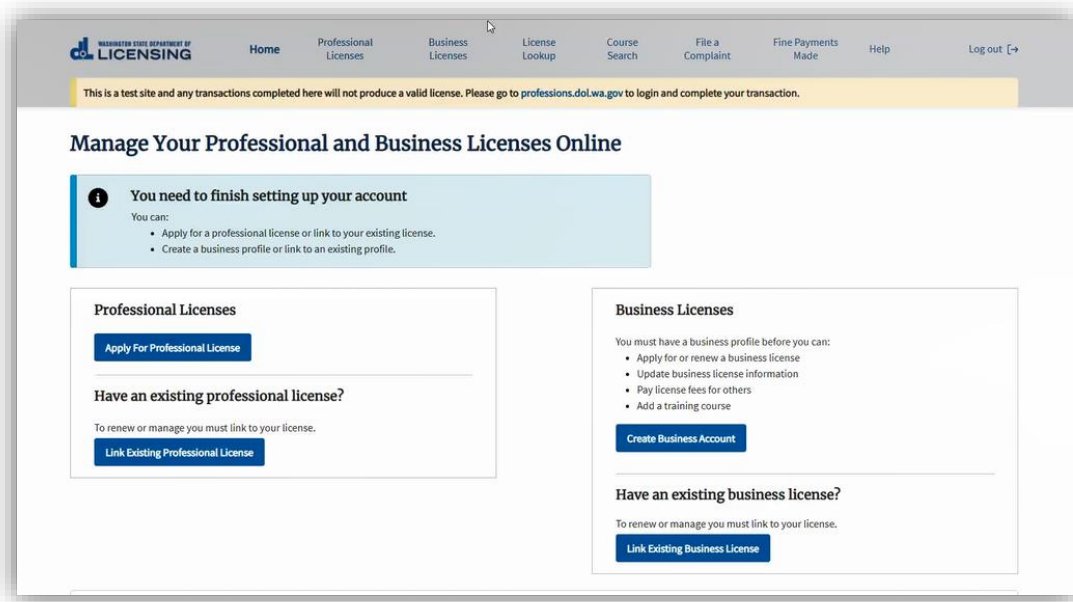 WASHINGTON STATE DEPARTMENT OF
dol LICENSING
Home
Professional
Licenses
Business
Licenses
License
Lookup
Course
Search
File a
Complaint
Fine Payments
Made
Help
Log out
This is a test site and any transactions completed here will not produce a valid license. Please go to professions.dol.wa.gov to login and complete your transaction.
Manage Your Professional and Business Licenses Online
You need to finish setting up your account
You can:
• Apply for a professional license or link to your existing license.
• Create a business profile or link to an existing profile.
Professional Licenses
Apply For Professional License
Have an existing professional license?
To renew or manage you must link to your license.
Link Existing Professional License
Business Licenses
You must have a business profile before you can:
• Apply for or renew a business license
• Update business license information
• Pay license fees for others
• Add a training course
Create Business Account
Have an existing business license?
To renew or manage you must link to your license.
Link Existing Business License